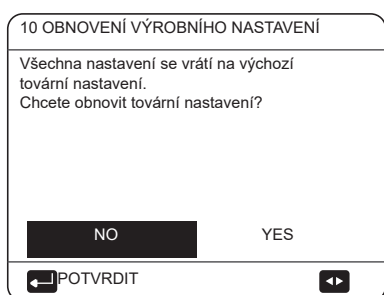 10 OBNOVENÍ VÝROBNÍHO NASTAVENÍ
Všechna nastavení se vrátí na výchozí
tovární nastavení.
Chcete obnovit tovární nastavení?
NO YES
POTVRDIT